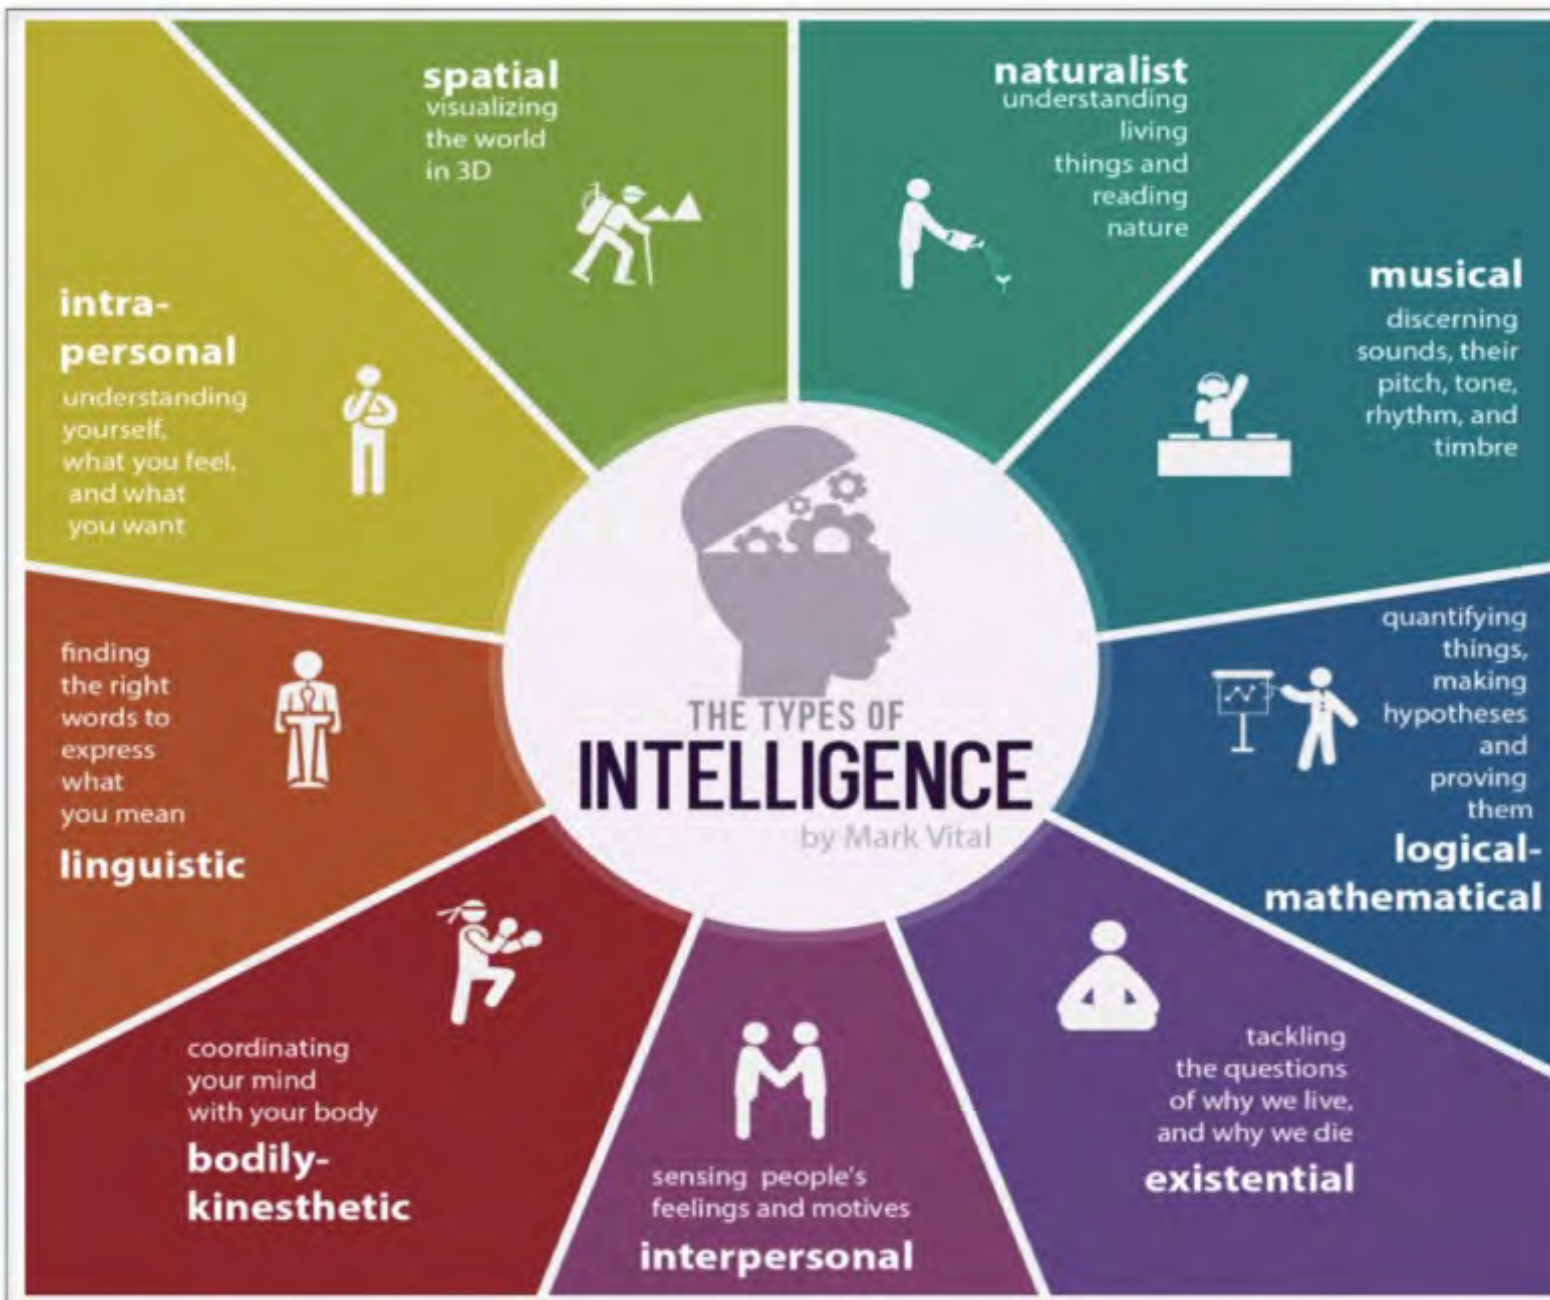 spatial
visualizing
the world
in 3D
naturalist
understanding
living
things and
reading
nature
musical
discerning
sounds, their
pitch, tone,
rhythm, and
timbre
quantifying
things,
making
hypotheses
and
proving
them
logical-
mathematical
tackling
the questions
of why we live,
and why we die
existential
sensing people's
feelings and motives
interpersonal
coordinating
your mind
with your body
bodily-
kinesthetic
finding
the right
words to
express
what
you mean
linguistic
intra-
personal
understanding
yourself,
what you feel,
and what
you want
THE TYPES OF
INTELLIGENCE
by Mark Vital